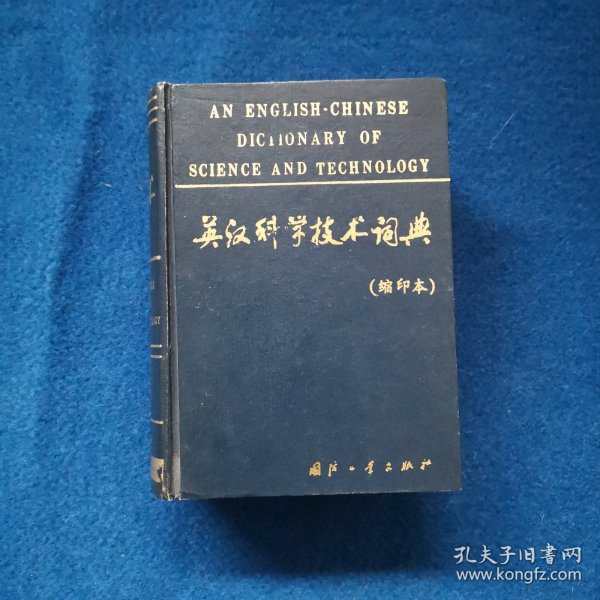 AN ENGLISH-CHINESE
DICTIONARY OF
SCIENCE AND TECHNOLOGY
英汉科学技术词典
(缩印本)
国防工业出版社
孔夫子旧书网
www.kongfz.com